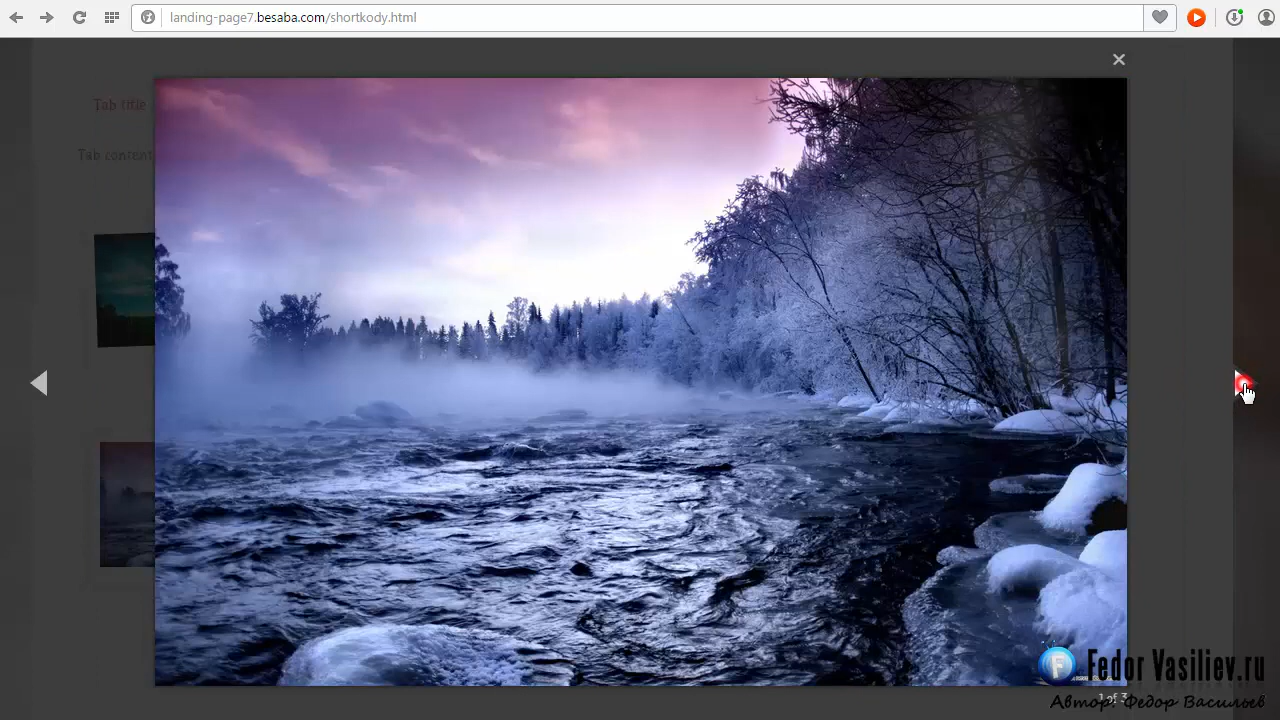 landing-page7.besaba.com/shortkody.html
Tab title
Tab content
Fedor Vasiliev.ru
1 of 3
Автор: Федор Васильев